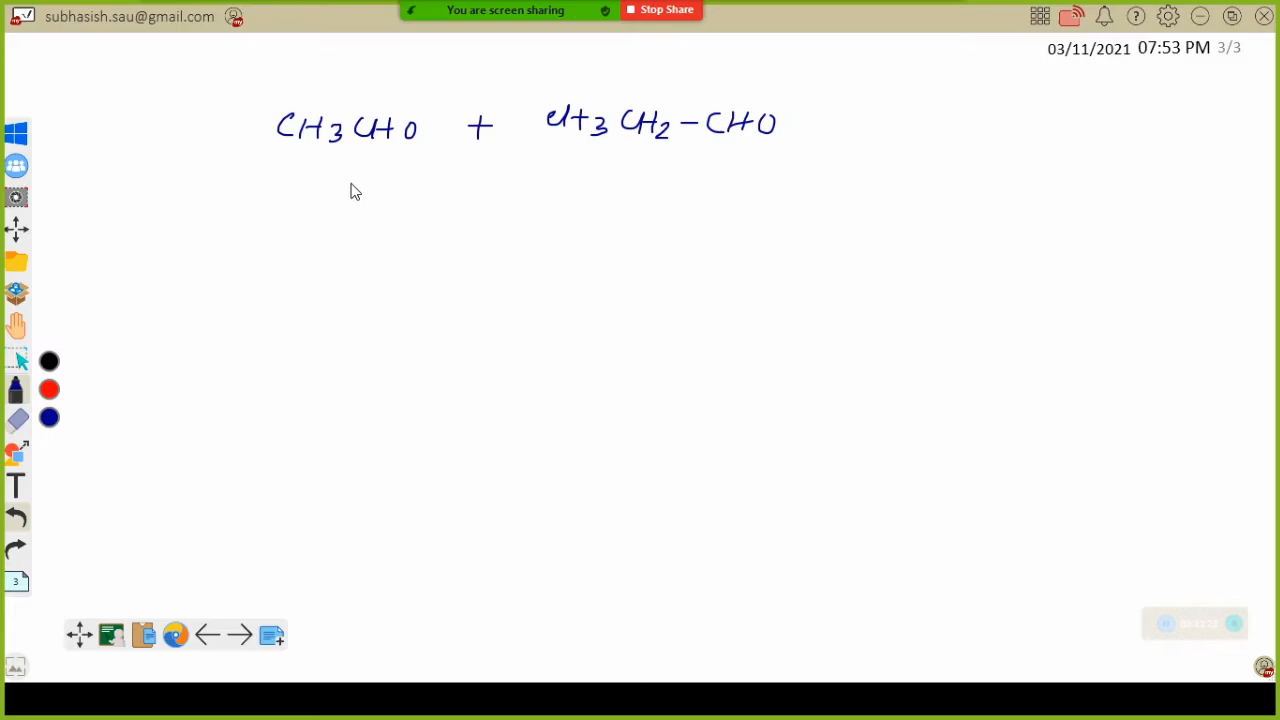 subhasish.sau@gmail.com
You are screen sharing
Stop Share
03/11/2021 07:53 PM 3/3
CH3CHO + CH3CH2-CHO
T
3